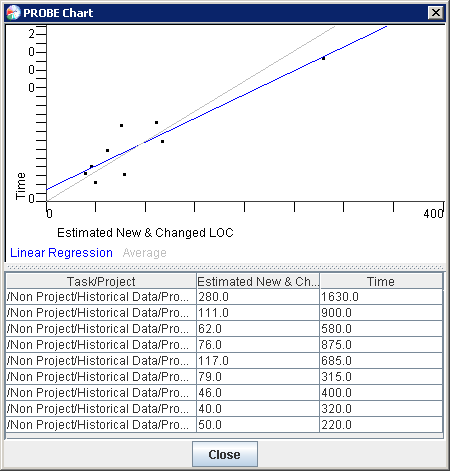 PROBE Chart
2
0
0
0
Time
0
0
400
Estimated New & Changed LOC
Linear Regression Average
Task/Project Estimated New & Ch... Time
/Non Project/Historical Data/Pro... 280.0 1630.0
/Non Project/Historical Data/Pro... 111.0 900.0
/Non Project/Historical Data/Pro... 62.0 580.0
/Non Project/Historical Data/Pro... 76.0 875.0
/Non Project/Historical Data/Pro... 117.0 685.0
/Non Project/Historical Data/Pro... 79.0 315.0
/Non Project/Historical Data/Pro... 46.0 400.0
/Non Project/Historical Data/Pro... 40.0 320.0
/Non Project/Historical Data/Pro... 50.0 220.0
Close